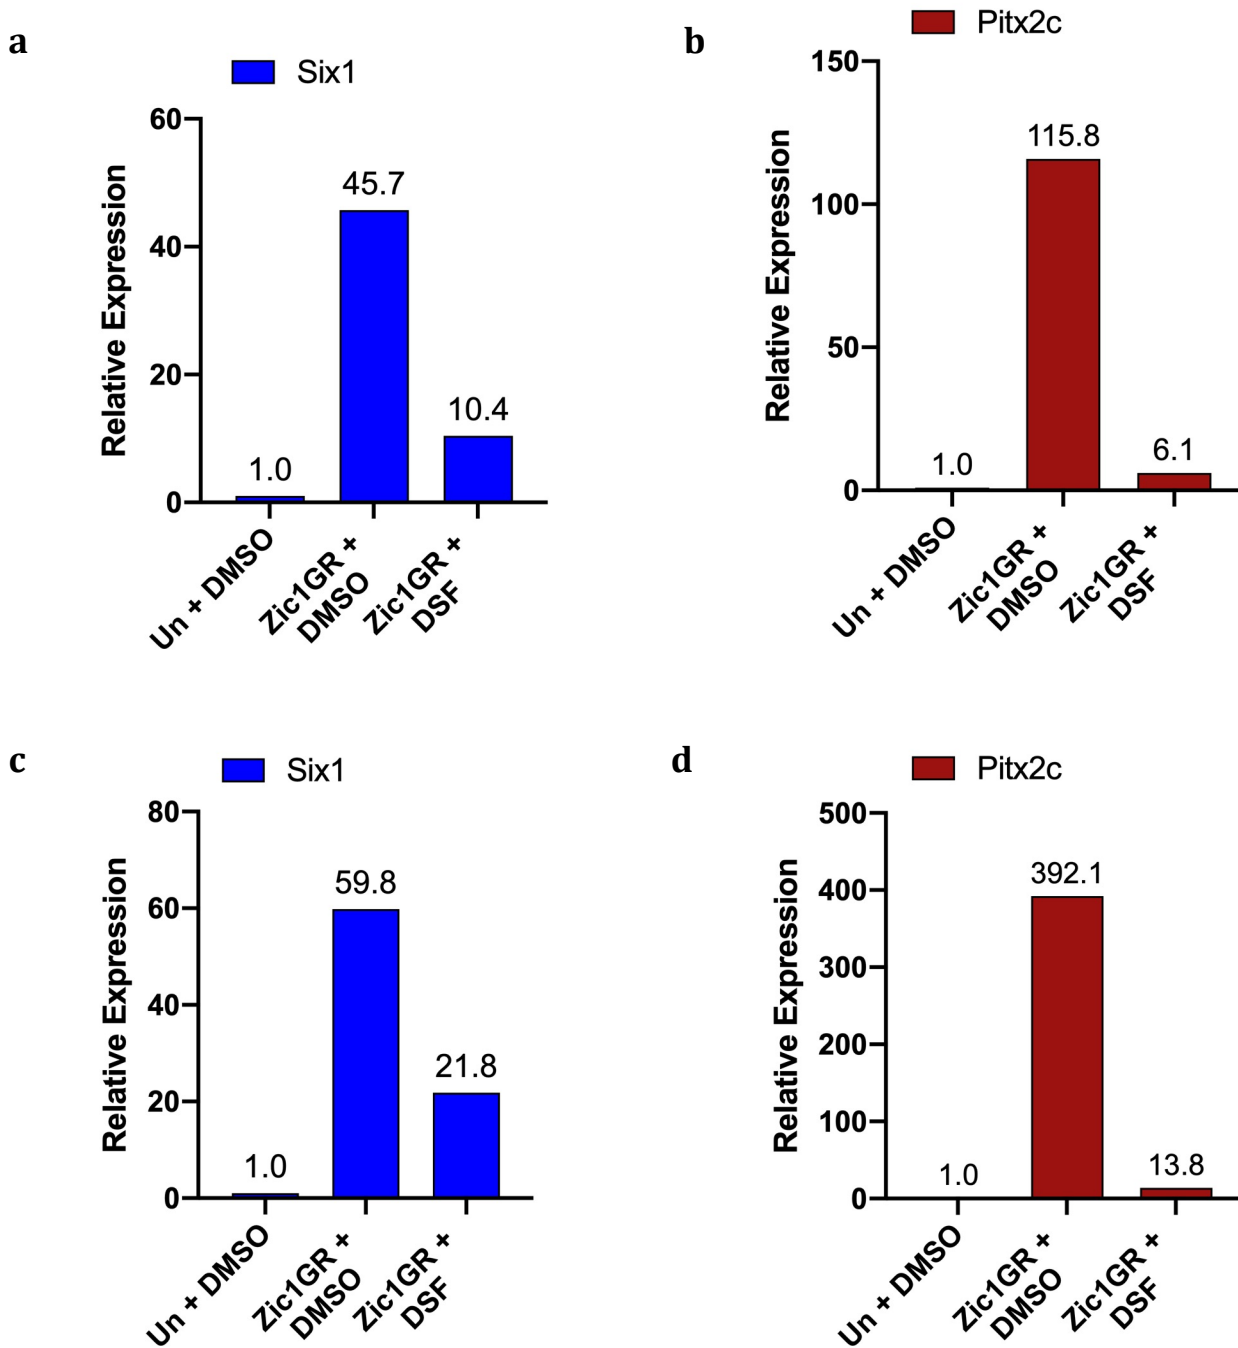 a
Six1
Relative Expression
60
40
20
0
1.0
45.7
10.4
Un + DMSO
Zic1GR +
DMSO
Zic1GR +
DSF
b
Pitx2c
Relative Expression
150
100
50
0
1.0
115.8
6.1
Un + DMSO
Zic1GR +
DMSO
Zic1GR +
DSF
c
Six1
Relative Expression
80
60
40
20
0
1.0
59.8
21.8
Un + DMSO
Zic1GR +
DMSO
Zic1GR +
DSF
d
Pitx2c
Relative Expression
500
400
300
200
100
0
1.0
392.1
13.8
Un + DMSO
Zic1GR +
DMSO
Zic1GR +
DSF